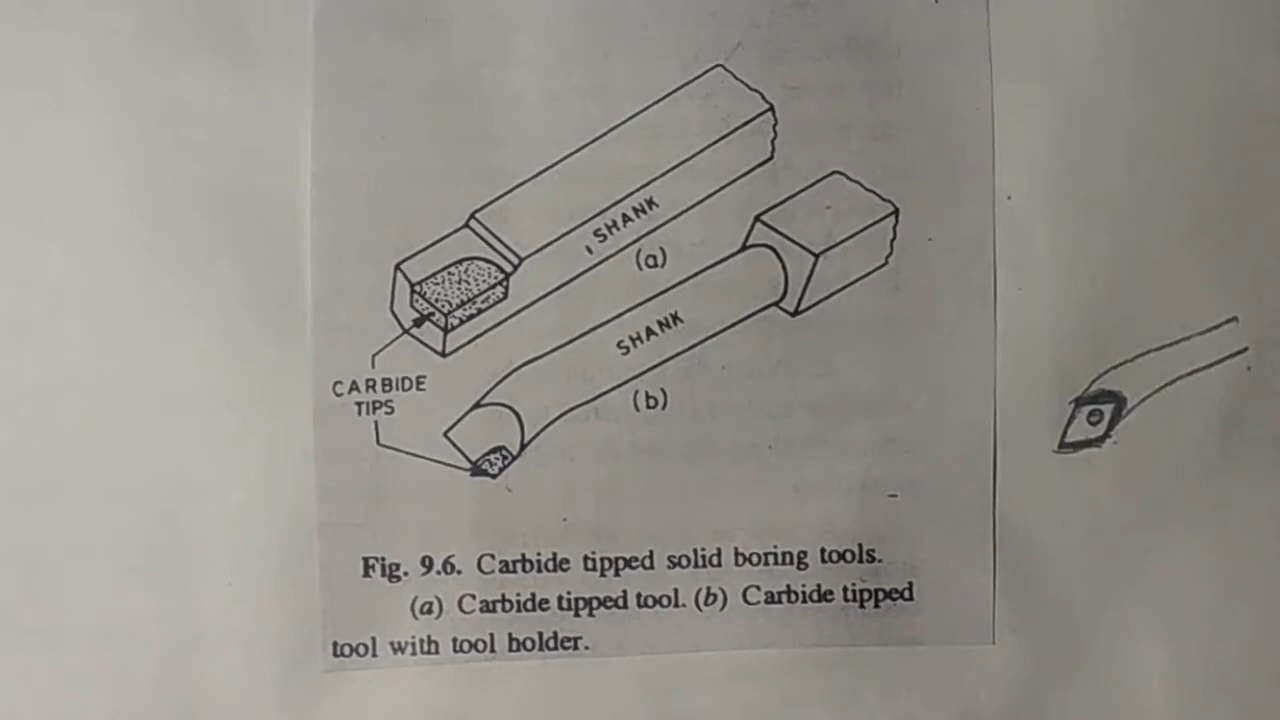 SHANK
(a)
SHANK
(b)
CARBIDE
TIPS
Fig. 9.6. Carbide tipped solid boring tools.
(a) Carbide tipped tool. (b) Carbide tipped
tool with tool holder.